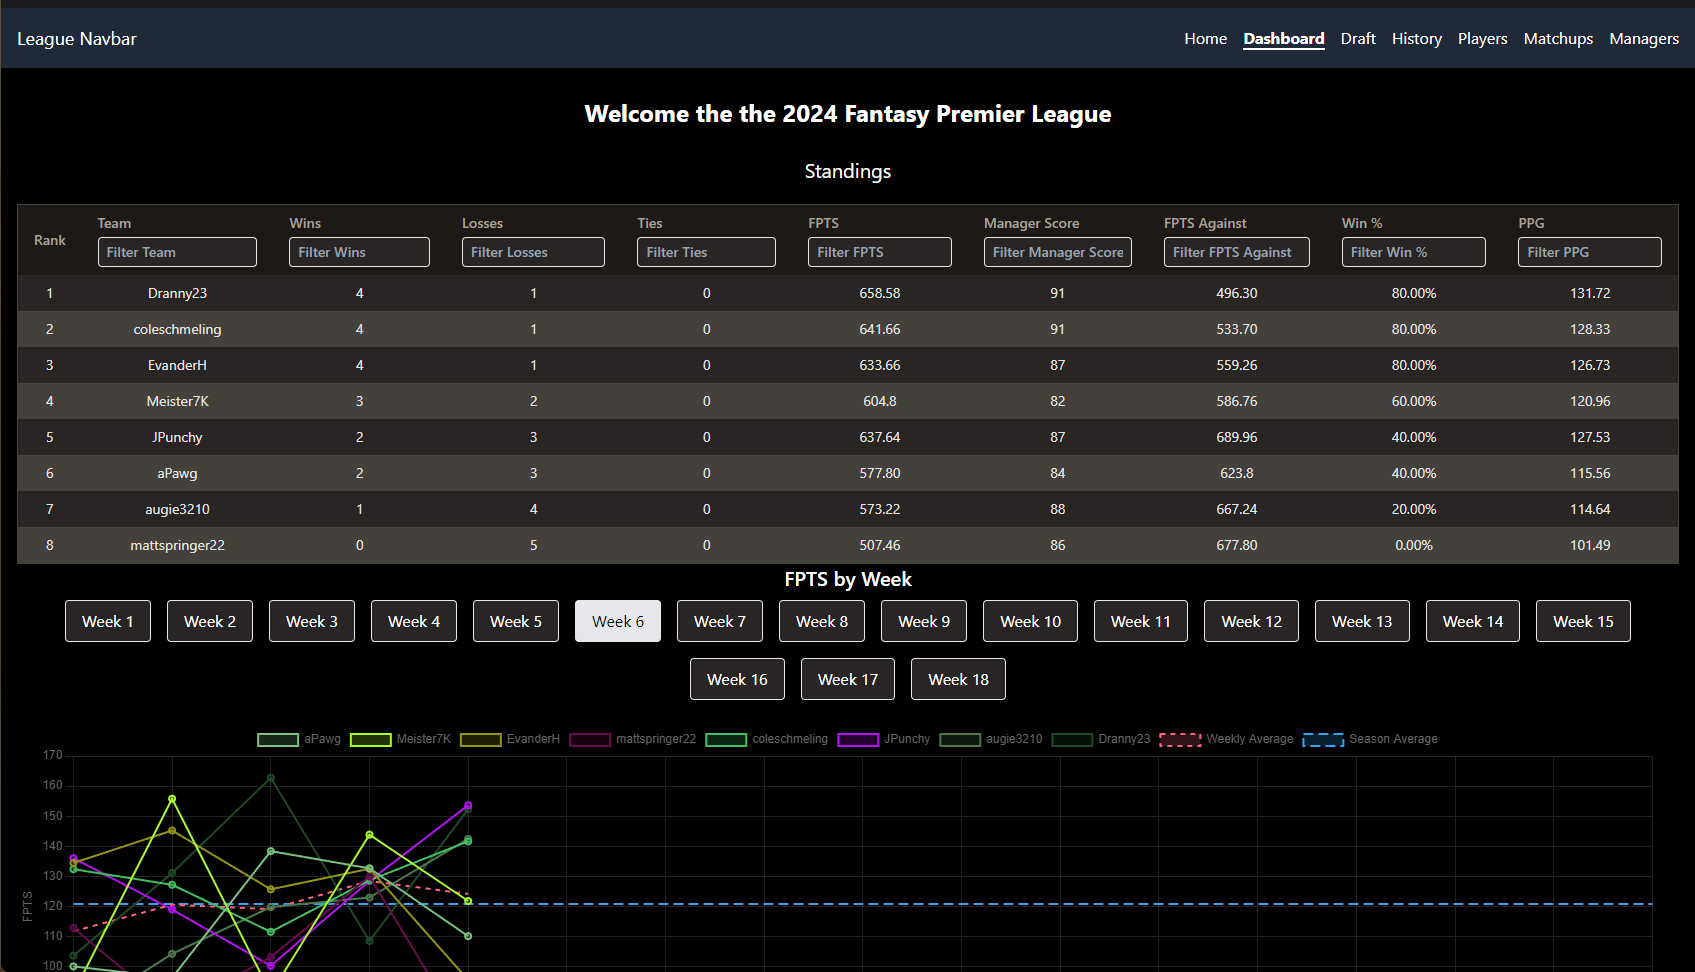 League Navbar
Home Dashboard Draft History Players Matchups Managers
Welcome the the 2024 Fantasy Premier League
Standings
Rank Team Wins Losses Ties FPTS Manager Score FPTS Against Win % PPG
Filter Team Filter Wins Filter Losses Filter Ties Filter FPTS Filter Manager Score Filter FPTS Against Filter Win % Filter PPG
1 Dranny23 4 1 0 658.58 91 496.30 80.00% 131.72
2 coleschmeling 4 1 0 641.66 91 533.70 80.00% 128.33
3 EvanderH 4 1 0 633.66 87 559.26 80.00% 126.73
4 Meister7K 3 2 0 604.8 82 586.76 60.00% 120.96
5 JPunchy 2 3 0 637.64 87 689.96 40.00% 127.53
6 aPawg 2 3 0 577.80 84 623.8 40.00% 115.56
7 augie3210 1 4 0 573.22 88 667.24 20.00% 114.64
8 mattspringer22 0 5 0 507.46 86 677.80 0.00% 101.49
FPTS by Week
Week 1 Week 2 Week 3 Week 4 Week 5 Week 6 Week 7 Week 8 Week 9 Week 10 Week 11 Week 12 Week 13 Week 14 Week 15
Week 16 Week 17 Week 18
aPawg Meister7K EvanderH mattspringer22 coleschmeling JPunchy augie3210 Dranny23 Weekly Average Season Average
170
160
150
140
130
120
110
100
FPTS